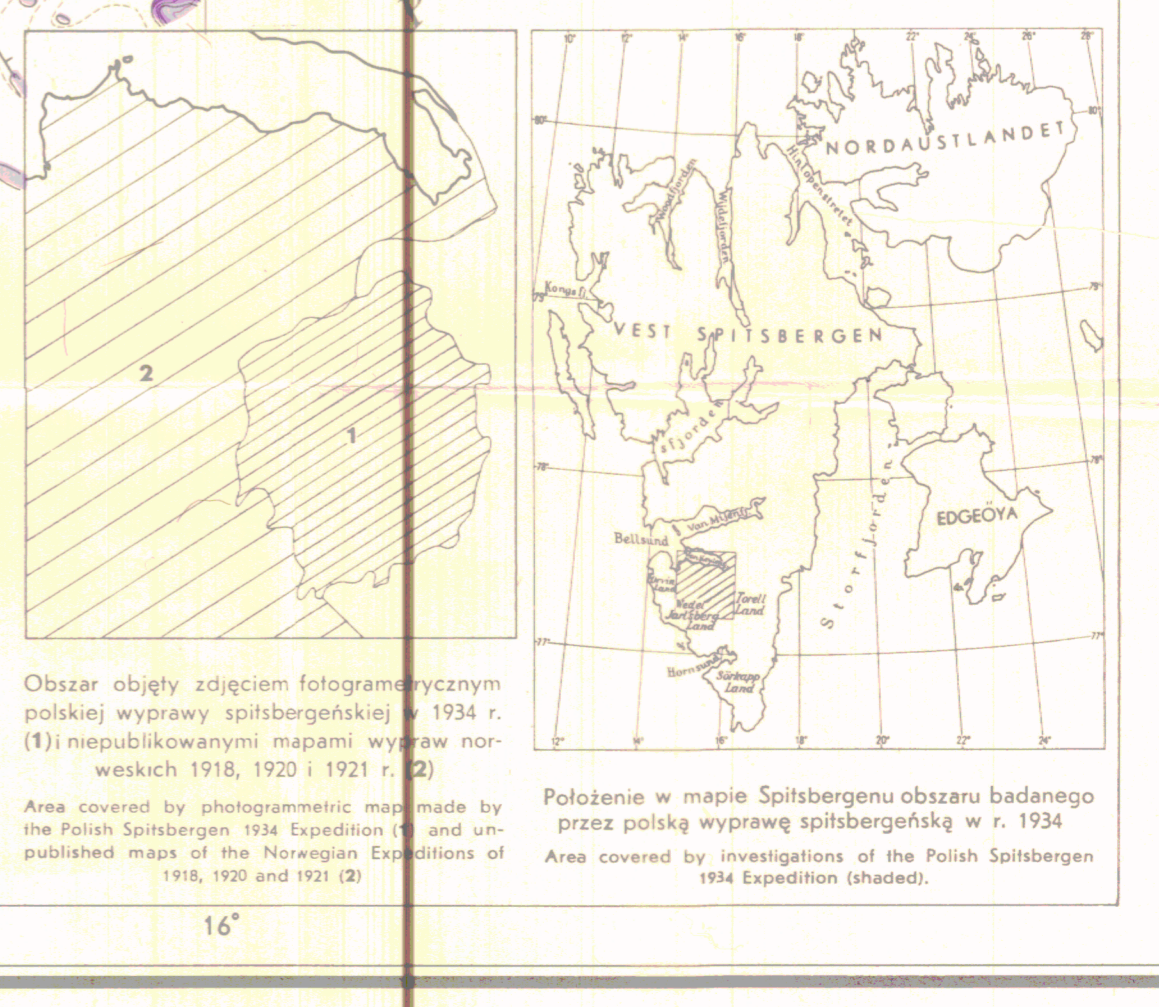 2
1
Obszar objęty zdjęciem fotogrametrycznym
polskiej wyprawy spitsbergeńskiej w 1934 r.
(1) i niepublikowanymi mapami wypraw nor-
weskich 1918, 1920 i 1921 r. (2)
Area covered by photogrammetric map made by
the Polish Spitsbergen 1934 Expedition (1) and un-
published maps of the Norwegian Expeditions of
1918, 1920 and 1921 (2)
16°
10° 12° 14° 16° 18° 22° 26° 28°
80° 80°
NORDAUSTLANDET
Hinlopenstretet
Woodfjorden
Wijdefjorden
Kongsfj.
79° 79°
VEST SPITSBERGEN
sfjorden
78° 78°
Storfjorden
EDGEÖYA
Van Mijenfj.
Bellsund
Torell
Land
Wedel
Jarlsberg
Land
77° 77°
Hornsund
Sörkapp
Land
12° 14° 16° 18° 20° 22° 24°
Położenie w mapie Spitsbergenu obszaru badanego
przez polską wyprawę spitsbergeńską w r. 1934
Area covered by investigations of the Polish Spitsbergen
1934 Expedition (shaded).